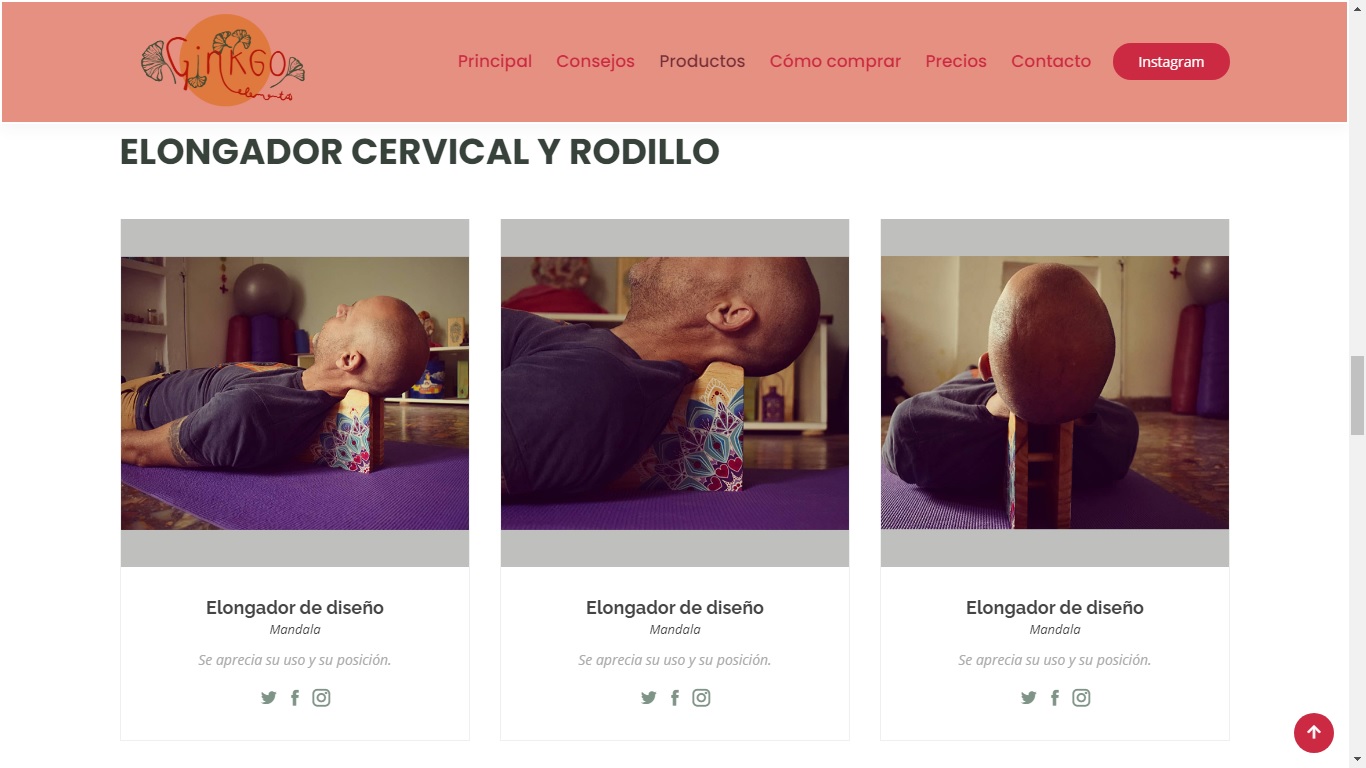 Ginkgo
elementos
Principal Consejos Productos Cómo comprar Precios Contacto Instagram
ELONGADOR CERVICAL Y RODILLO
Elongador de diseño
Mandala
Se aprecia su uso y su posición.
Elongador de diseño
Mandala
Se aprecia su uso y su posición.
Elongador de diseño
Mandala
Se aprecia su uso y su posición.